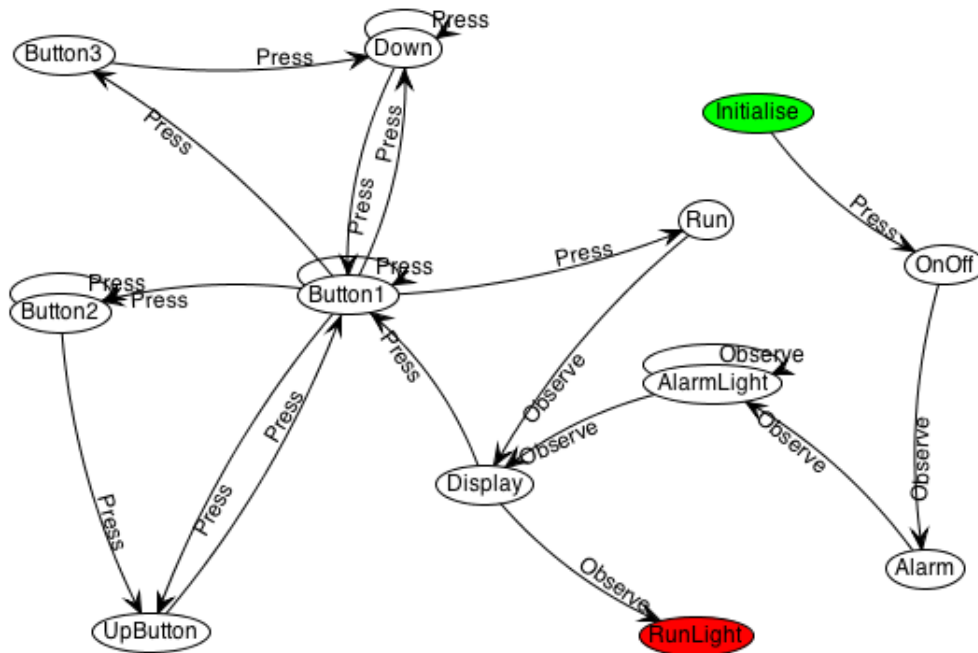 Press
Button3
Press
Down
Press
Press
Press
Initialise
Press
Run
Press
Press
OnOff
Press
Press
Button2
Press
Button1
Press
Observe
Observe
AlarmLight
Press
Observe
Observe
Observe
Display
Press
Press
Press
Alarm
Observe
UpButton
RunLight